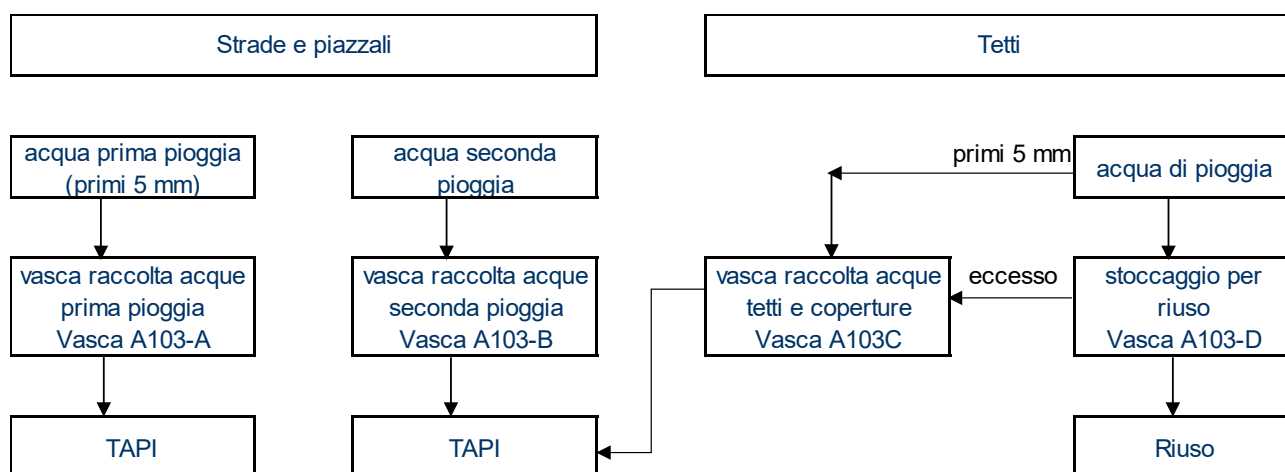 Strade e piazzali
Tetti
acqua prima pioggia
(primi 5 mm)
acqua seconda
pioggia
primi 5 mm
acqua di pioggia
vasca raccolta acque
prima pioggia
Vasca A103-A
vasca raccolta acque
seconda pioggia
Vasca A103-B
vasca raccolta acque
tetti e coperture
Vasca A103C
eccesso
stoccaggio per
riuso
Vasca A103-D
TAPI
TAPI
Riuso